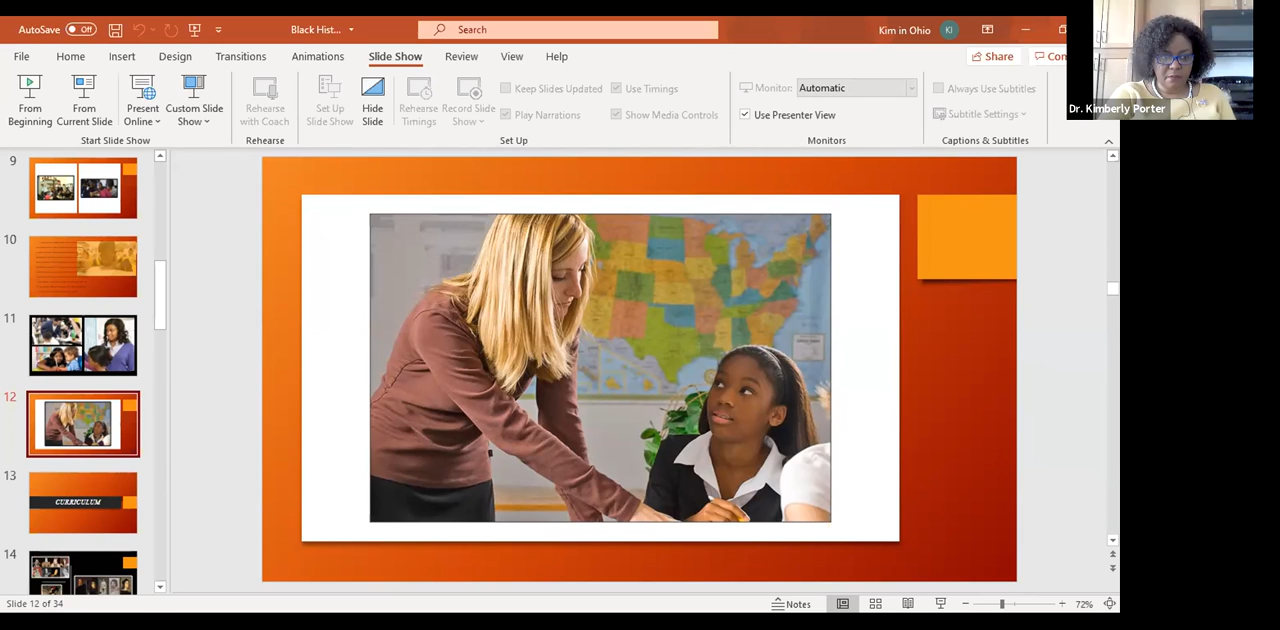 AutoSave Off Black Hist... Search Kim in Ohio KI
File Home Insert Design Transitions Animations Slide Show Review View Help Share Con
From Beginning
From Current Slide
Present Online
Custom Slide Show
Start Slide Show
Rehearse with Coach
Rehearse
Set Up Slide Show
Hide Slide
Rehearse Timings
Record Slide Show
Keep Slides Updated
Play Narrations
Use Timings
Show Media Controls
Set Up
Monitor: Automatic
Use Presenter View
Monitors
Always Use Subtitles
Subtitle Settings
Captions & Subtitles
Dr. Kimberly Porter
9
10
11
12
13
CURRICULUM
14
Slide 12 of 34 Notes 72%